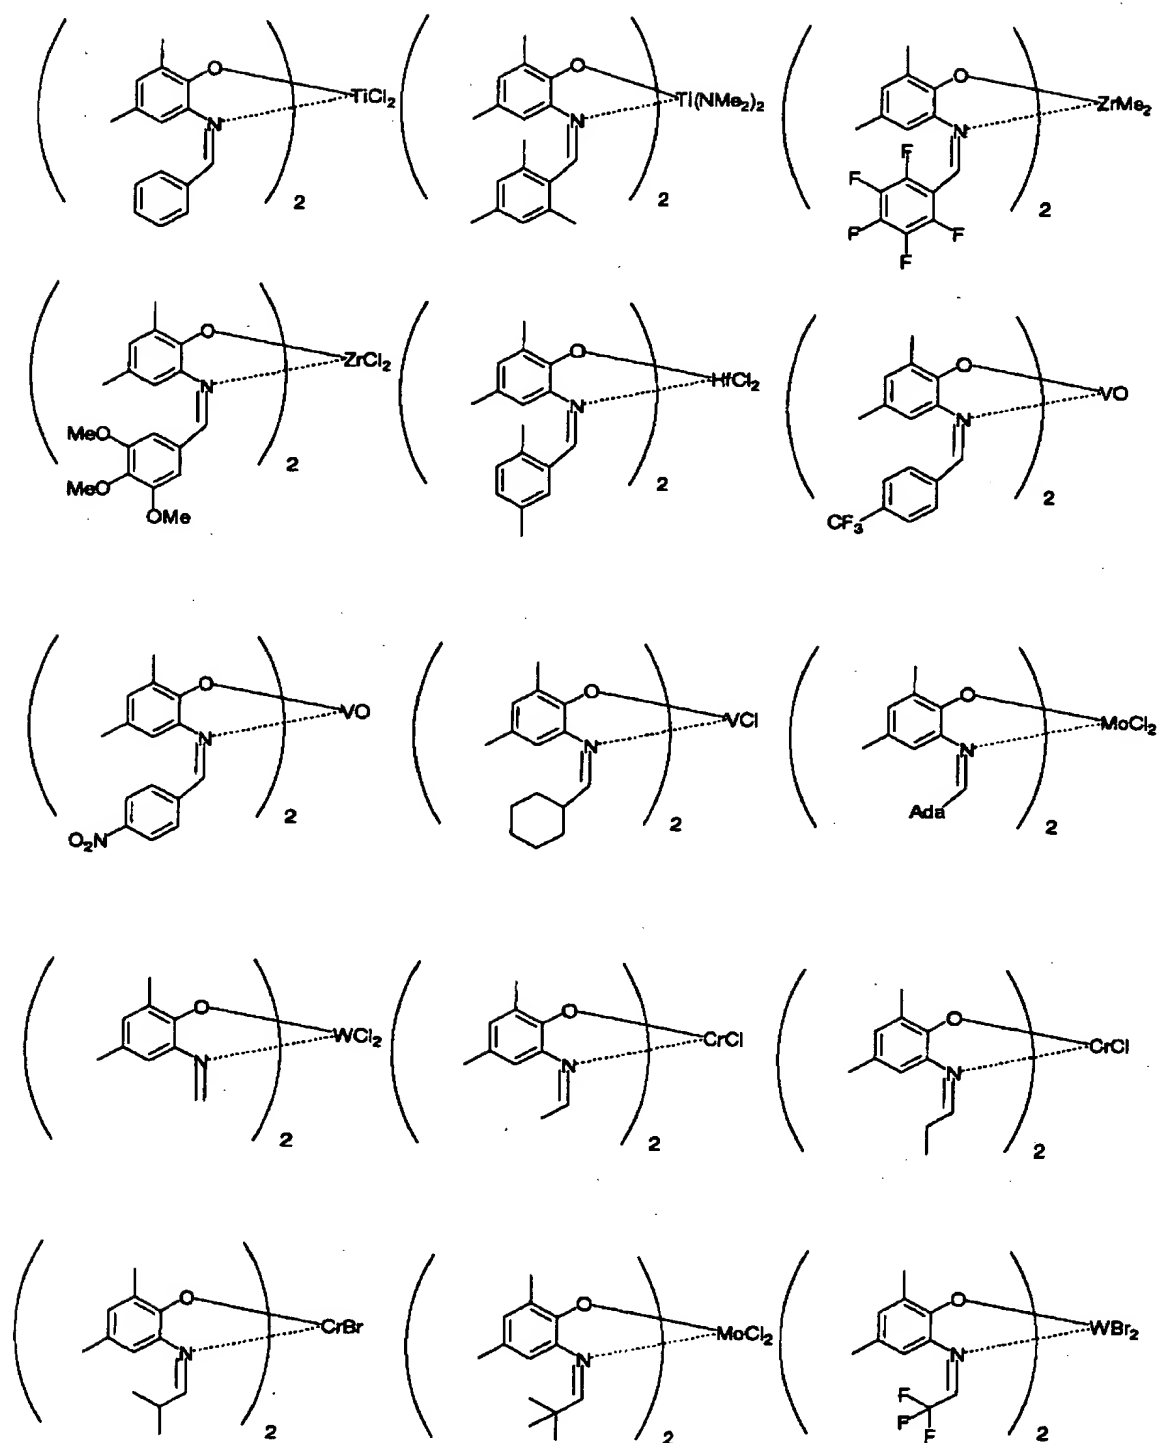 O TiCl2 N 2
O Ti(NMe2)2 N 2
O ZrMe2 N F F F F F 2
O ZrCl2 N MeO MeO OMe 2
O HfCl2 N 2
O VO N CF3 2
O VO N O2N 2
O VCl N 2
O MoCl2 N Ada 2
O WCl2 N 2
O CrCl N 2
O CrCl N 2
O CrBr N 2
O MoCl2 N 2
O WBr2 N F F F 2